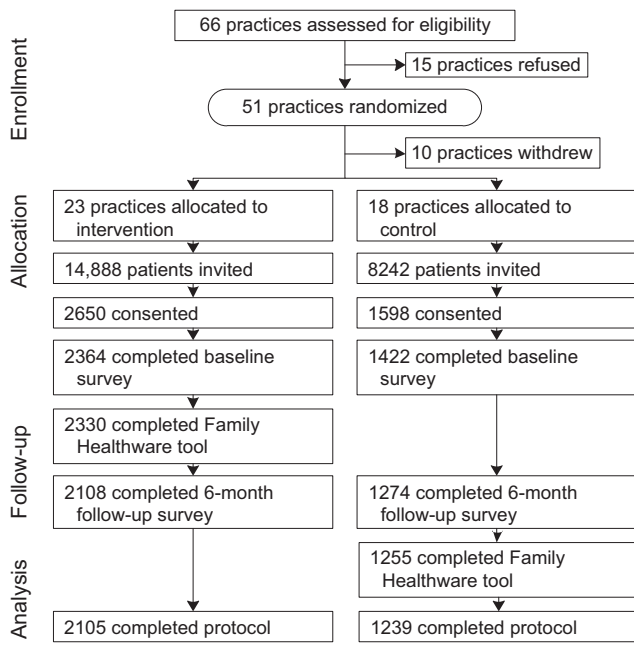 Enrollment
66 practices assessed for eligibility
15 practices refused
51 practices randomized
10 practices withdrew
Allocation
23 practices allocated to
intervention
18 practices allocated to
control
14,888 patients invited
8242 patients invited
2650 consented
1598 consented
2364 completed baseline
survey
1422 completed baseline
survey
Follow-up
2330 completed Family
Healthware tool
2108 completed 6-month
follow-up survey
1274 completed 6-month
follow-up survey
Analysis
1255 completed Family
Healthware tool
2105 completed protocol
1239 completed protocol